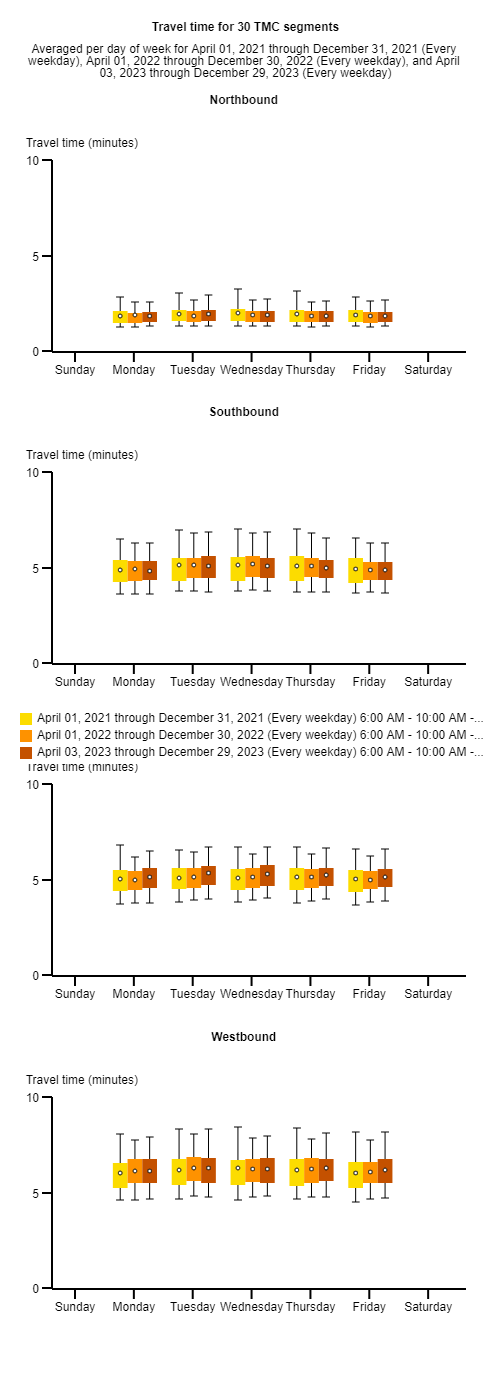 Travel time for 30 TMC segments
Averaged per day of week for April 01, 2021 through December 31, 2021 (Every
weekday), April 01, 2022 through December 30, 2022 (Every weekday), and April
03, 2023 through December 29, 2023 (Every weekday)
Northbound
Travel time (minutes)
10
5
0
Sunday Monday Tuesday Wednesday Thursday Friday Saturday
Southbound
Travel time (minutes)
10
5
0
Sunday Monday Tuesday Wednesday Thursday Friday Saturday
April 01, 2021 through December 31, 2021 (Every weekday) 6:00 AM - 10:00 AM -...
April 01, 2022 through December 30, 2022 (Every weekday) 6:00 AM - 10:00 AM -...
April 03, 2023 through December 29, 2023 (Every weekday) 6:00 AM - 10:00 AM -...
Travel time (minutes)
10
5
0
Sunday Monday Tuesday Wednesday Thursday Friday Saturday
Westbound
Travel time (minutes)
10
5
0
Sunday Monday Tuesday Wednesday Thursday Friday Saturday